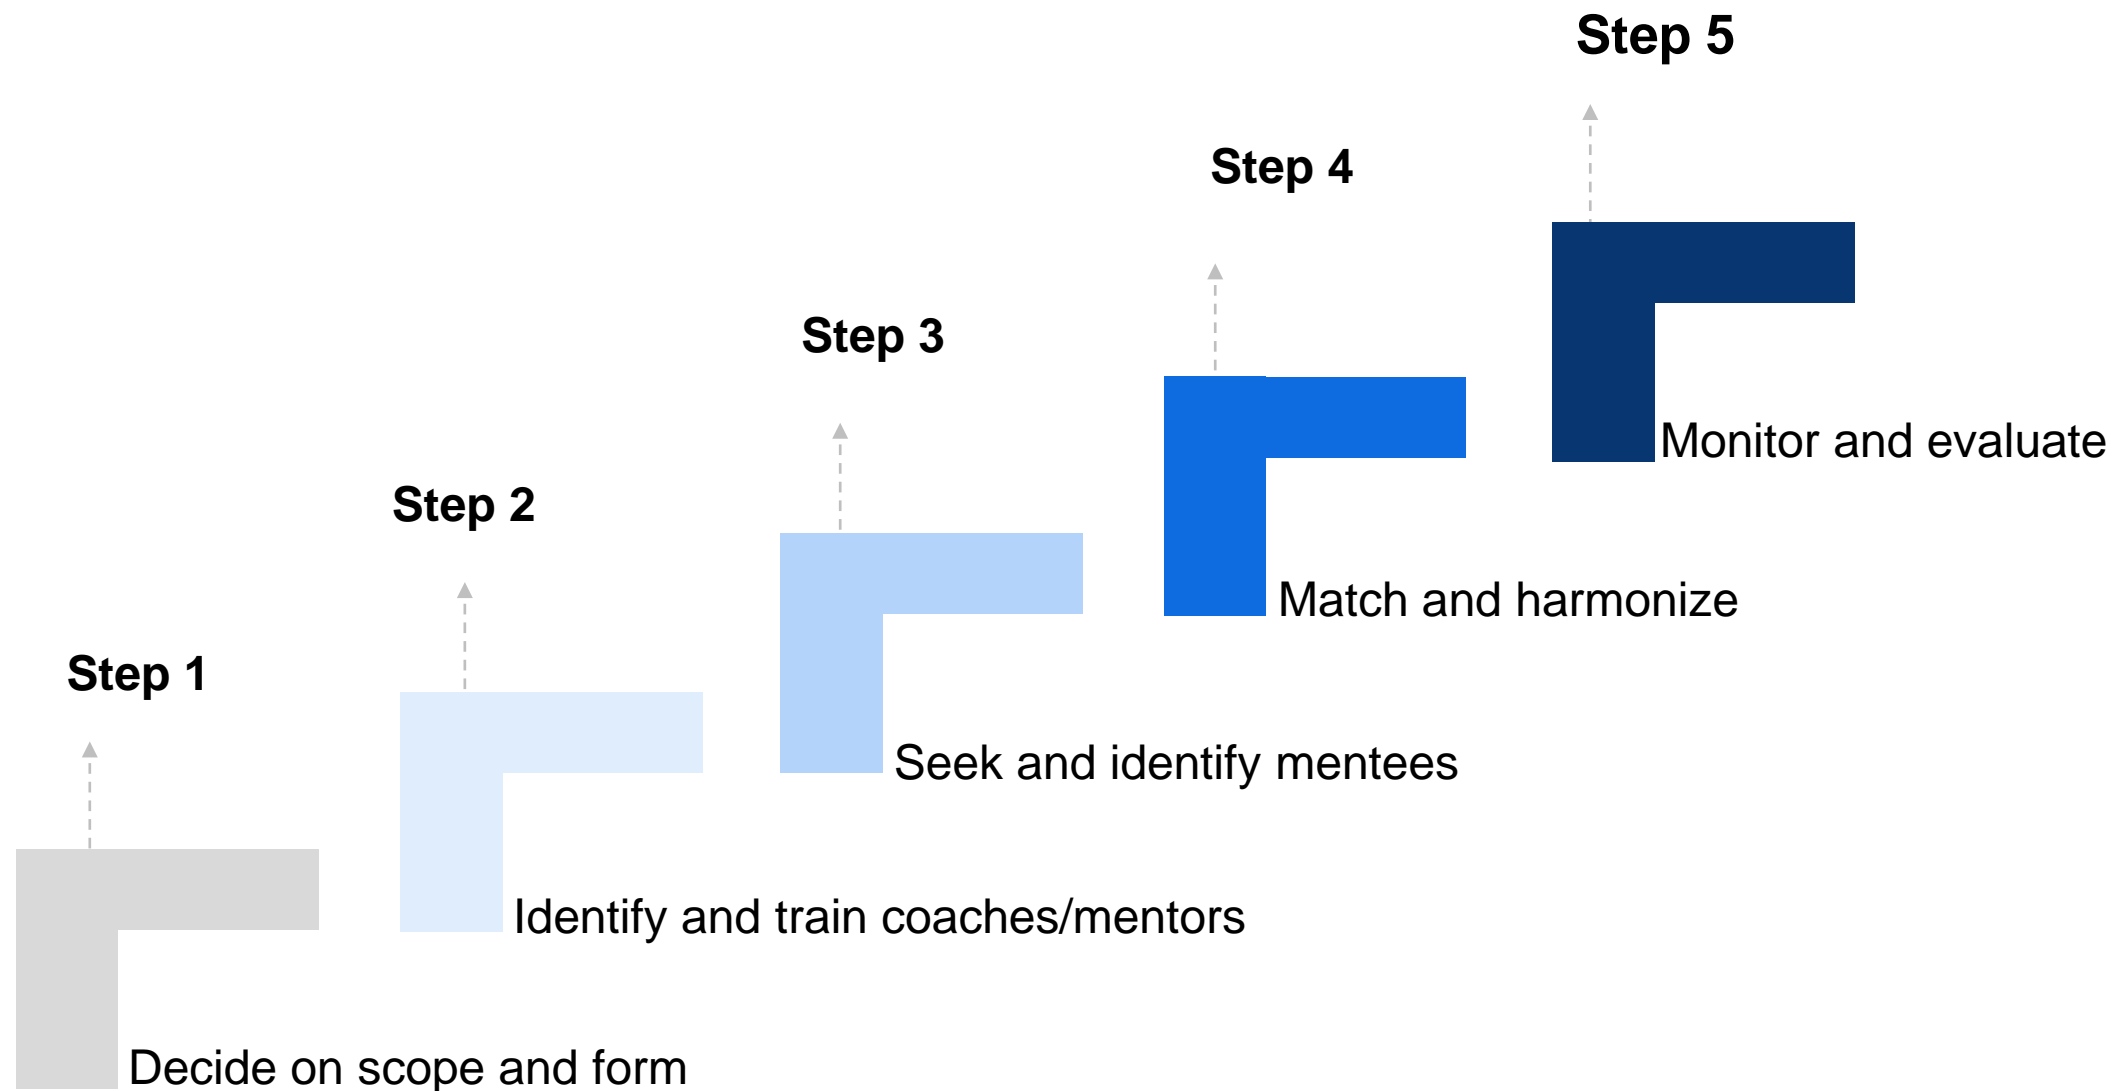 Step 1
Decide on scope and form
Step 2
Identify and train coaches/mentors
Step 3
Seek and identify mentees
Step 4
Match and harmonize
Step 5
Monitor and evaluate